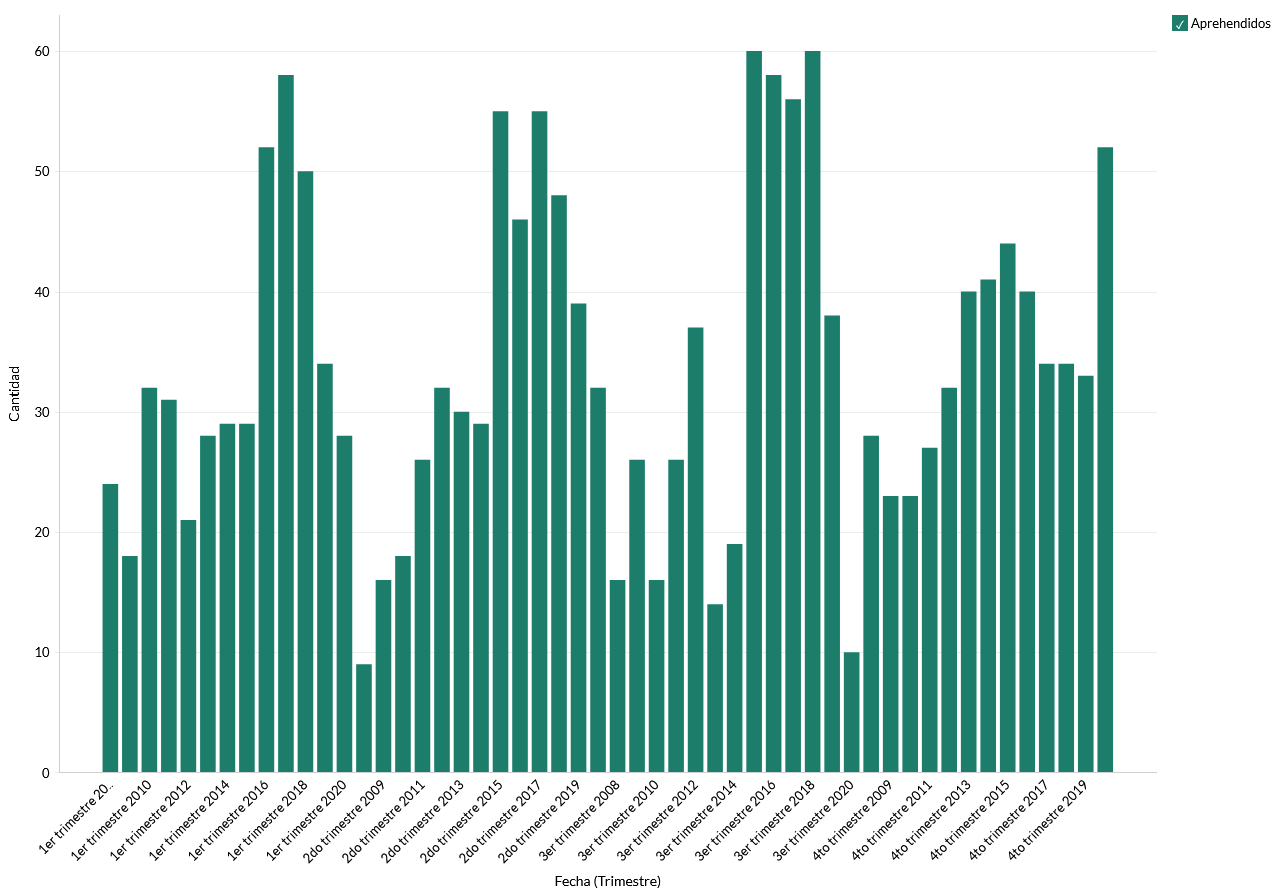 Aprehendidos
60
50
40
30
20
10
0
Cantidad
1er trimestre 20..
1er trimestre 2010
1er trimestre 2012
1er trimestre 2014
1er trimestre 2016
1er trimestre 2018
1er trimestre 2020
2do trimestre 2009
2do trimestre 2011
2do trimestre 2013
2do trimestre 2015
2do trimestre 2017
2do trimestre 2019
3er trimestre 2008
3er trimestre 2010
3er trimestre 2012
3er trimestre 2014
3er trimestre 2016
3er trimestre 2018
3er trimestre 2020
4to trimestre 2009
4to trimestre 2011
4to trimestre 2013
4to trimestre 2015
4to trimestre 2017
4to trimestre 2019
Fecha (Trimestre)